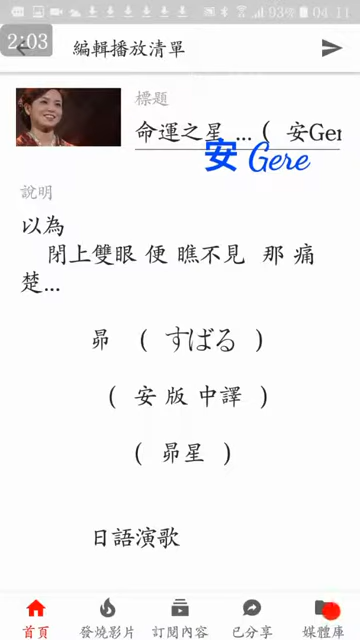 93% 04:11
2:03
編輯播放清單
標題
命運之星 ... ( 安Ger
安 Gere
說明
以為
閉上雙眼 便 瞧不見 那 痛
楚...
昴 ( すばる )
( 安 版 中譯 )
( 昴星 )
日語演歌
首頁 發燒影片 訂閱內容 已分享 媒體庫